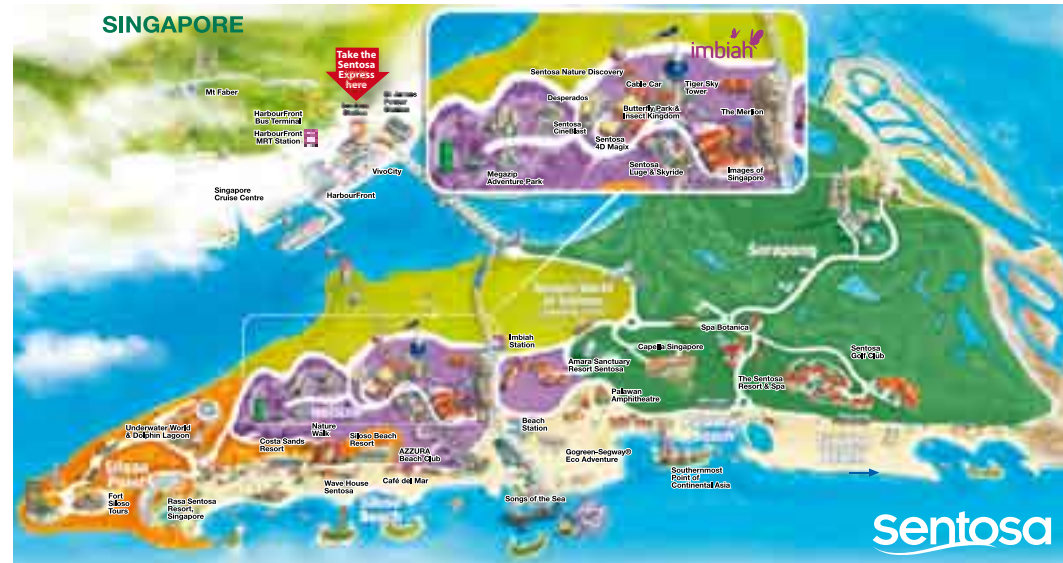 SINGAPORE
Take the
Sentosa
Express
here
Mt Faber
HarbourFront
Bus Terminal
HarbourFront
MRT Station
VivoCity
Singapore
Cruise Centre
HarbourFront
imbiah
Sentosa Nature Discovery
Cable Car
Tiger Sky
Tower
Desperados
Butterfly Park &
Insect Kingdom
The Merlion
Sentosa
CineBlast
Sentosa
4D Magix
Megazip
Adventure Park
Sentosa
Luge & Skyride
Images of
Singapore
Serapong
Imbiah
Station
Spa Botanica
Capella Singapore
Sentosa
Golf Club
Amara Sanctuary
Resort Sentosa
The Sentosa
Resort & Spa
Palawan
Amphitheatre
Underwater World
& Dolphin Lagoon
Nature
Walk
Costa Sands
Resort
Siloso Beach
Resort
AZZURA
Beach Club
Beach
Station
Gogreen-Segway®
Eco Adventure
Siloso
Point
Fort
Siloso
Tours
Rasa Sentosa
Resort,
Singapore
Wave House
Sentosa
Café del Mar
Songs of the Sea
Southernmost
Point of
Continental Asia
sentosa